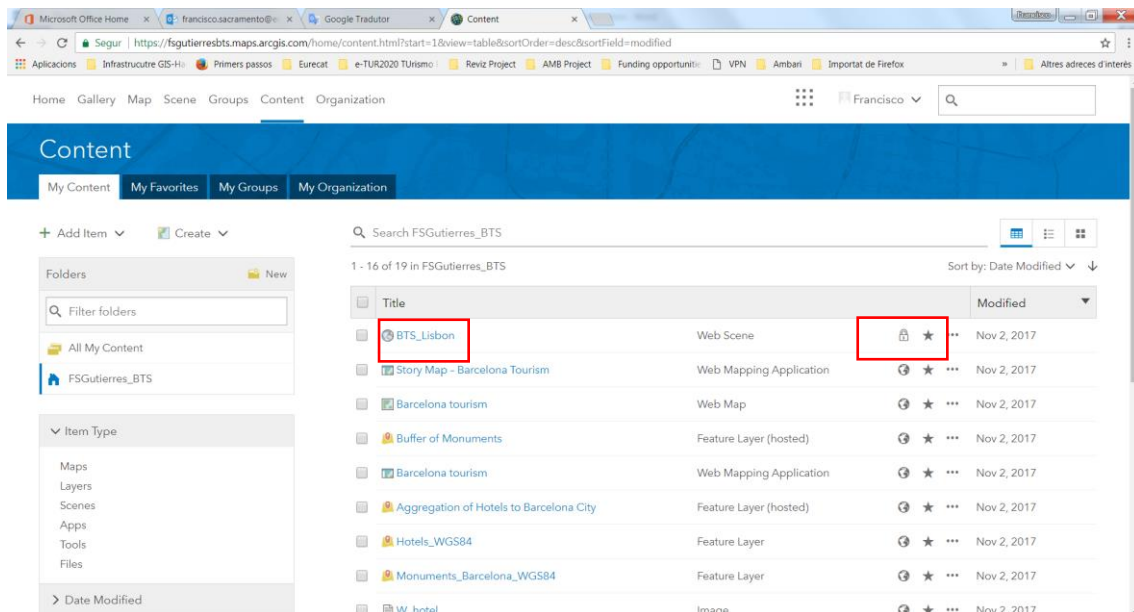 Microsoft Office Home francisco.sacramento@e Google Tradutor Content
Segur https://fsgutierresbts.maps.arcgis.com/home/content.html?start=1&view=table&sortOrder=desc&sortField=modified
Aplicacions Infrastrucutre GIS-Ha Primers passos Eurecat e-TUR2020 TUrismo Reviz Project AMB Project Funding opportunitie VPN Ambari Importat de Firefox » Altres adreces d'interès
Home Gallery Map Scene Groups Content Organization Francisco
Content
My Content My Favorites My Groups My Organization
+ Add Item Create Search FSGutierres_BTS
Folders New 1 - 16 of 19 in FSGutierres_BTS Sort by: Date Modified
Filter folders Title Modified
All My Content BTS_Lisbon Web Scene ••• Nov 2, 2017
FSGutierres_BTS Story Map - Barcelona Tourism Web Mapping Application ••• Nov 2, 2017
Barcelona tourism Web Map ••• Nov 2, 2017
Item Type Buffer of Monuments Feature Layer (hosted) ••• Nov 2, 2017
Maps Barcelona tourism Web Mapping Application ••• Nov 2, 2017
Layers
Scenes Aggregation of Hotels to Barcelona City Feature Layer (hosted) ••• Nov 2, 2017
Apps
Tools Hotels_WGS84 Feature Layer ••• Nov 2, 2017
Files
Monuments_Barcelona_WGS84 Feature Layer ••• Nov 2, 2017
Date Modified W_hotel Image ••• Nov 2, 2017